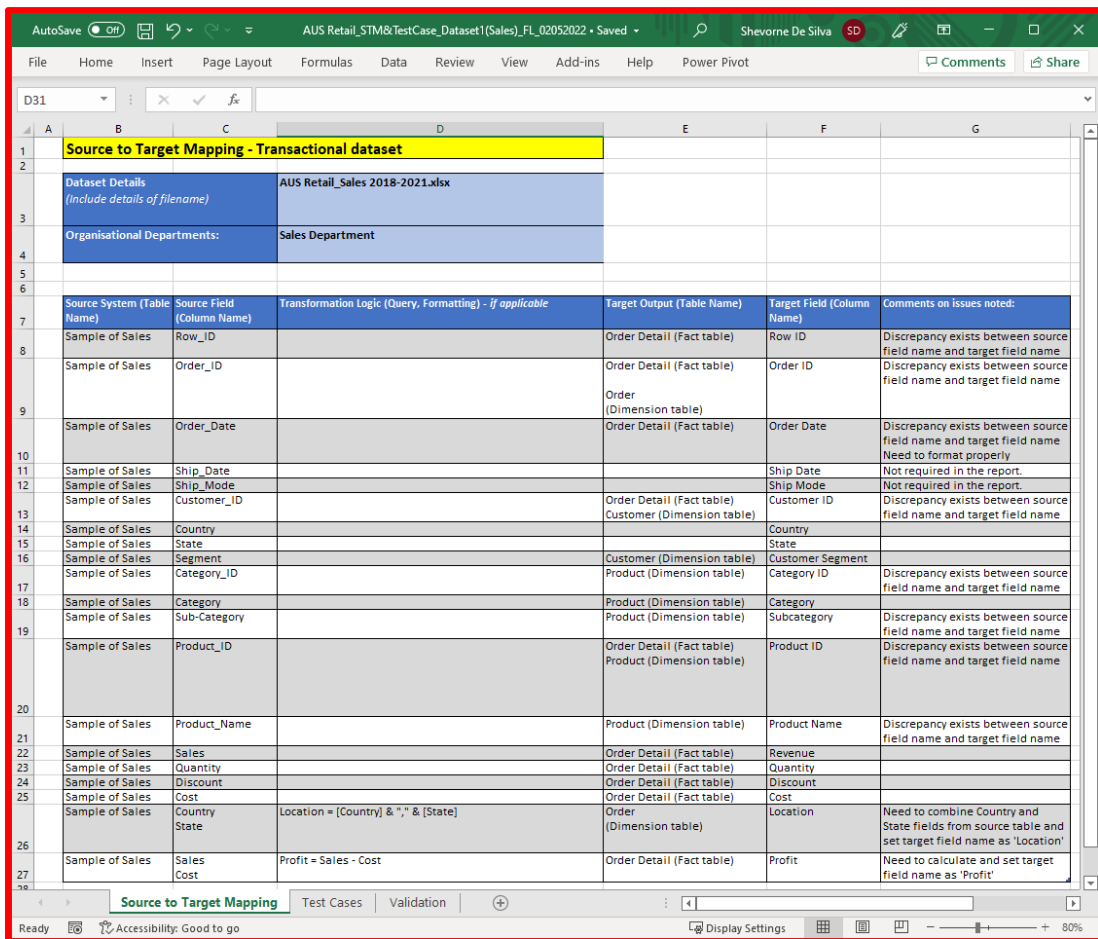 AutoSave Off AUS Retail_STM&TestCase_Dataset1(Sales)_FL_02052022 • Saved Shevorne De Silva SD
File Home Insert Page Layout Formulas Data Review View Add-ins Help Power Pivot Comments Share
D31 fx
A B C D E F G
1 Source to Target Mapping - Transactional dataset
2
Dataset Details AUS Retail_Sales 2018-2021.xlsx
(Include details of filename)
3
Organisational Departments: Sales Department
4
5
6
Source System (Table Source Field Transformation Logic (Query, Formatting) - if applicable Target Output (Table Name) Target Field (Column Comments on issues noted:
7 Name) (Column Name) Name)
Sample of Sales Row_ID Order Detail (Fact table) Row ID Discrepancy exists between source
8 field name and target field name
Sample of Sales Order_ID Order Detail (Fact table) Order ID Discrepancy exists between source
field name and target field name
Order
9 (Dimension table)
Sample of Sales Order_Date Order Detail (Fact table) Order Date Discrepancy exists between source
field name and target field name
10 Need to format properly
11 Sample of Sales Ship_Date Ship Date Not required in the report.
12 Sample of Sales Ship_Mode Ship Mode Not required in the report.
Sample of Sales Customer_ID Order Detail (Fact table) Customer ID Discrepancy exists between source
13 Customer (Dimension table) field name and target field name
14 Sample of Sales Country Country
15 Sample of Sales State State
16 Sample of Sales Segment Customer (Dimension table) Customer Segment
Sample of Sales Category_ID Product (Dimension table) Category ID Discrepancy exists between source
17 field name and target field name
18 Sample of Sales Category Product (Dimension table) Category
Sample of Sales Sub-Category Product (Dimension table) Subcategory Discrepancy exists between source
19 field name and target field name
Sample of Sales Product_ID Order Detail (Fact table) Product ID Discrepancy exists between source
Product (Dimension table) field name and target field name
20
Sample of Sales Product_Name Product (Dimension table) Product Name Discrepancy exists between source
21 field name and target field name
22 Sample of Sales Sales Order Detail (Fact table) Revenue
23 Sample of Sales Quantity Order Detail (Fact table) Quantity
24 Sample of Sales Discount Order Detail (Fact table) Discount
25 Sample of Sales Cost Order Detail (Fact table) Cost
Sample of Sales Country Location = [Country] & "," & [State] Order Location Need to combine Country and
State (Dimension table) State fields from source table and
26 set target field name as 'Location'
Sample of Sales Sales Profit = Sales - Cost Order Detail (Fact table) Profit Need to calculate and set target
27 Cost field name as 'Profit'
28
Source to Target Mapping Test Cases Validation
Ready Accessibility: Good to go Display Settings 80%